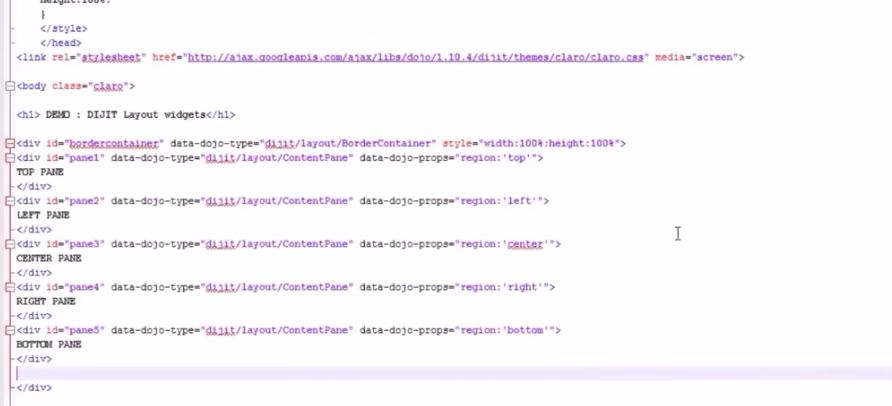 height:100%;
}
</style>
</head>
<link rel="stylesheet" href="http://ajax.googleapis.com/ajax/libs/dojo/1.10.4/dijit/themes/claro/claro.css" media="screen">
<body class="claro">
<h1> DEMO : DIJIT Layout widgets</h1>
<div id="bordercontainer" data-dojo-type="dijit/layout/BorderContainer" style="width:100%;height:100%">
<div id="pane1" data-dojo-type="dijit/layout/ContentPane" data-dojo-props="region:'top'">
TOP PANE
</div>
<div id="pane2" data-dojo-type="dijit/layout/ContentPane" data-dojo-props="region:'left'">
LEFT PANE
</div>
<div id="pane3" data-dojo-type="dijit/layout/ContentPane" data-dojo-props="region:'center'">
CENTER PANE
</div>
<div id="pane4" data-dojo-type="dijit/layout/ContentPane" data-dojo-props="region:'right'">
RIGHT PANE
</div>
<div id="pane5" data-dojo-type="dijit/layout/ContentPane" data-dojo-props="region:'bottom'">
BOTTOM PANE
</div>
</div>